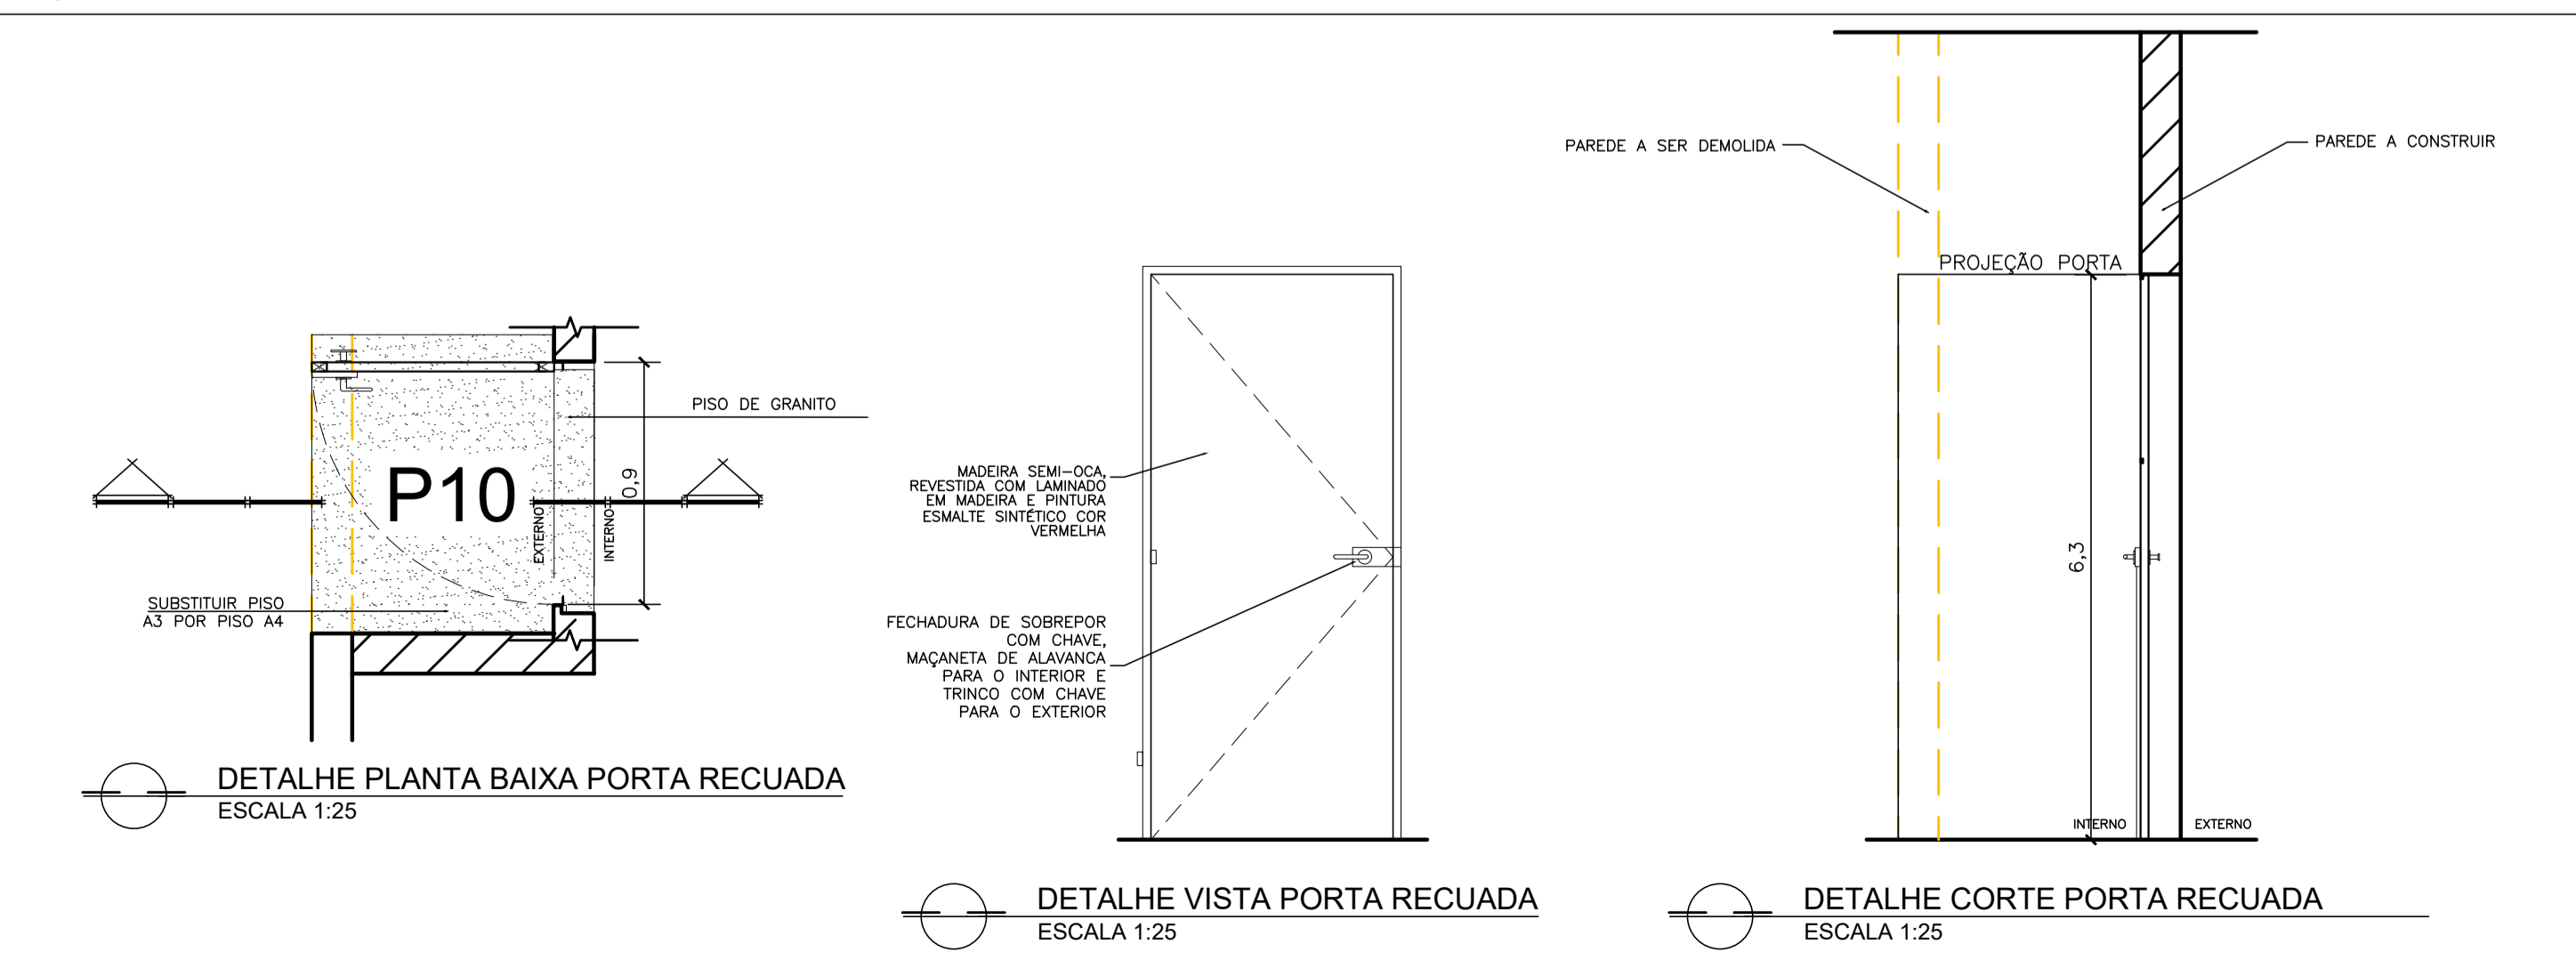 P10
PISO DE GRANITO
0,9
EXTERNO
INTERNO
SUBSTITUIR PISO
A3 POR PISO A4
DETALHE PLANTA BAIXA PORTA RECUADA
ESCALA 1:25
MADEIRA SEMI-OCA,
REVESTIDA COM LAMINADO
EM MADEIRA E PINTURA
ESMALTE SINTÉTICO COR
VERMELHA
FECHADURA DE SOBREPOR
COM CHAVE,
MAÇANETA DE ALAVANCA
PARA O INTERIOR E
TRINCO COM CHAVE
PARA O EXTERIOR
DETALHE VISTA PORTA RECUADA
ESCALA 1:25
PAREDE A SER DEMOLIDA
PAREDE A CONSTRUIR
PROJEÇÃO PORTA
6,3
INTERNO
EXTERNO
DETALHE CORTE PORTA RECUADA
ESCALA 1:25